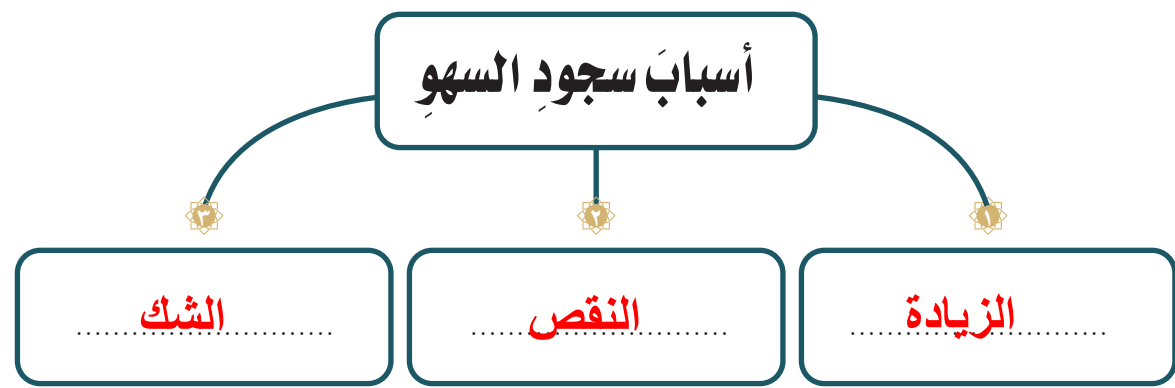 أسبابَ سجودِ السهوِ
١
٢
٣
الزيادة
النقص
الشك